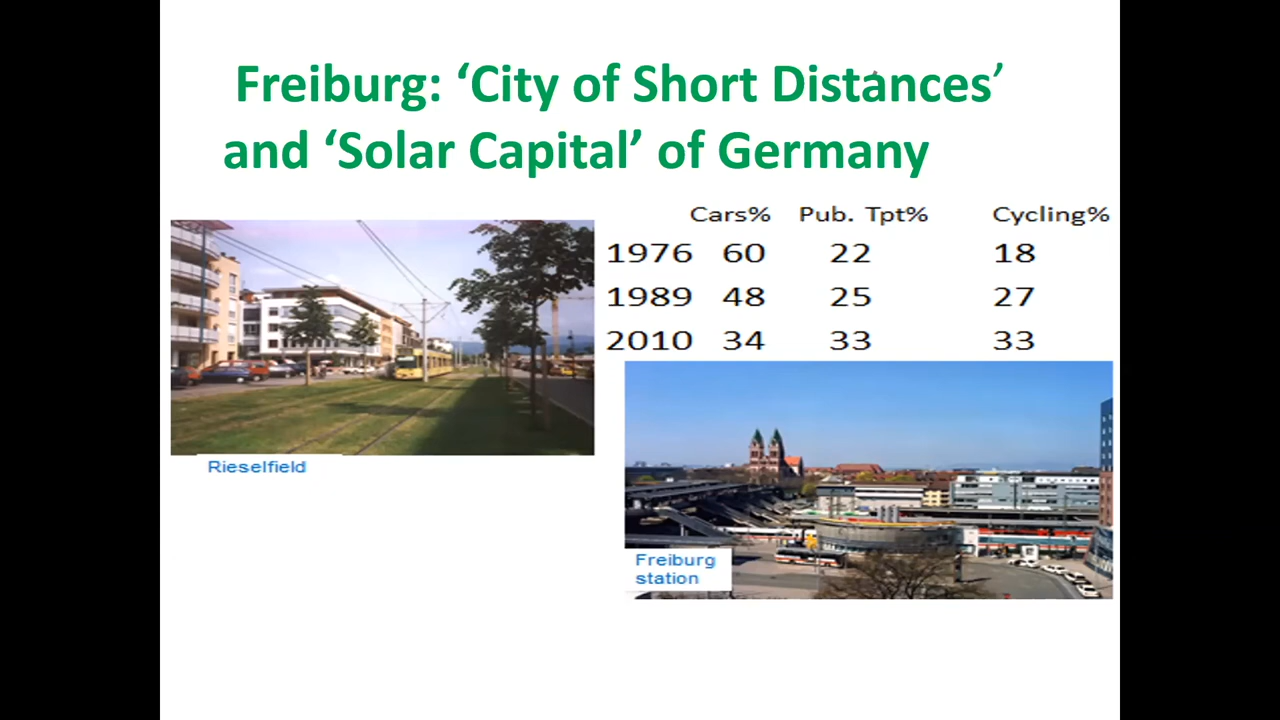 Freiburg: ‘City of Short Distances’
and ‘Solar Capital’ of Germany
Cars% Pub. Tpt% Cycling%
1976 60 22 18
1989 48 25 27
2010 34 33 33
Rieselfield
Freiburg
station